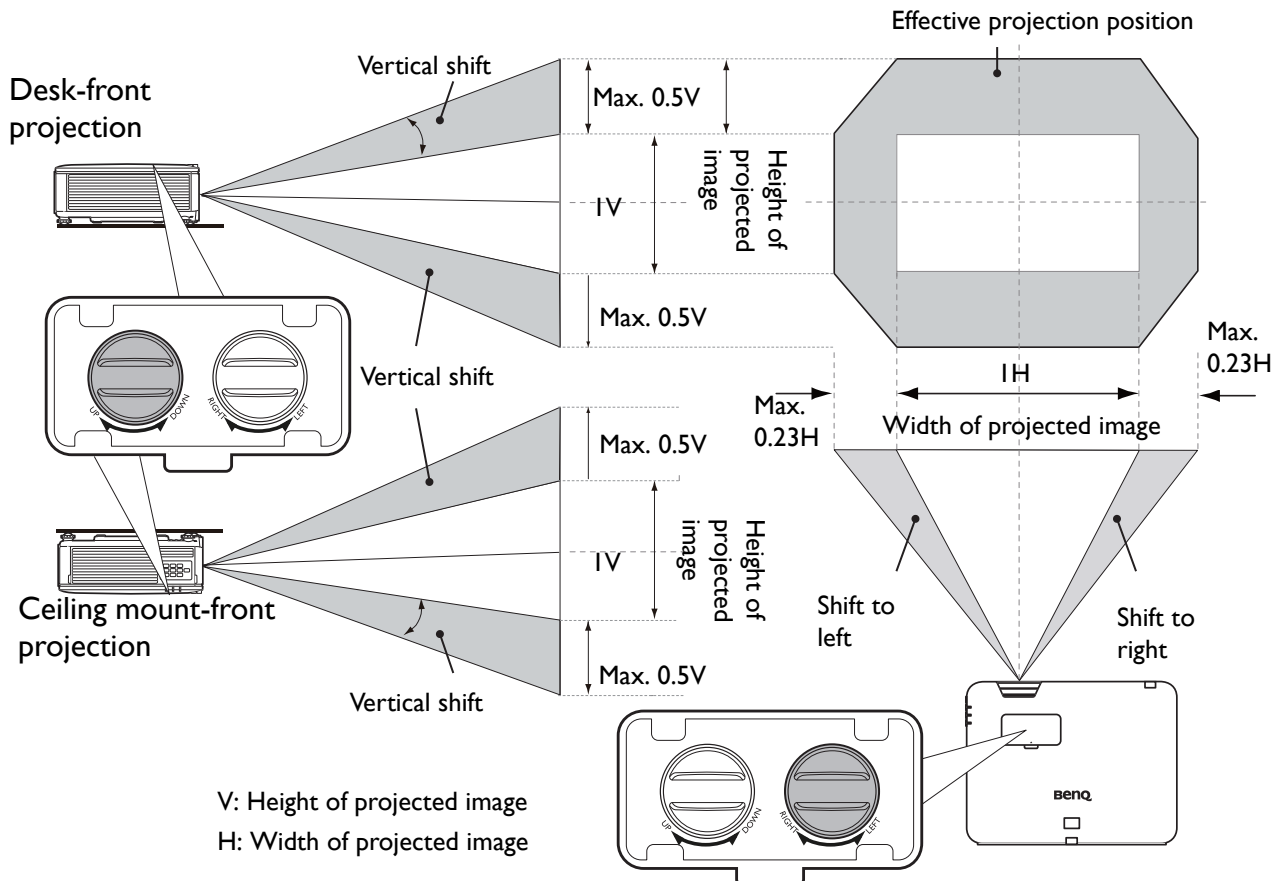 Effective projection position
Vertical shift
Desk-front
projection
Max. 0.5V
Height of
projected
image
1V
Max. 0.5V
UP
DOWN
RIGHT
LEFT
Vertical shift
1H
Max.
0.23H
Max.
0.23H
Width of projected image
Max. 0.5V
Height of
projected
image
1V
Ceiling mount-front
projection
Max. 0.5V
Vertical shift
Shift to
left
Shift to
right
UP
DOWN
RIGHT
LEFT
BenQ
V: Height of projected image
H: Width of projected image